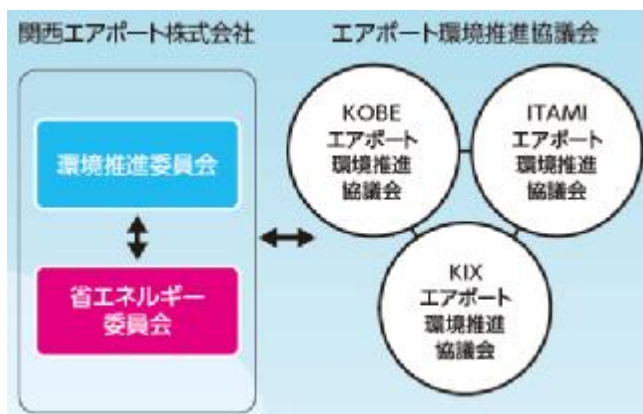 関西エアポート株式会社
エアポート環境推進協議会
環境推進委員会
省エネルギー
委員会
KOBE
エアポート
環境推進
協議会
ITAMI
エアポート
環境推進
協議会
KIX
エアポート
環境推進
協議会